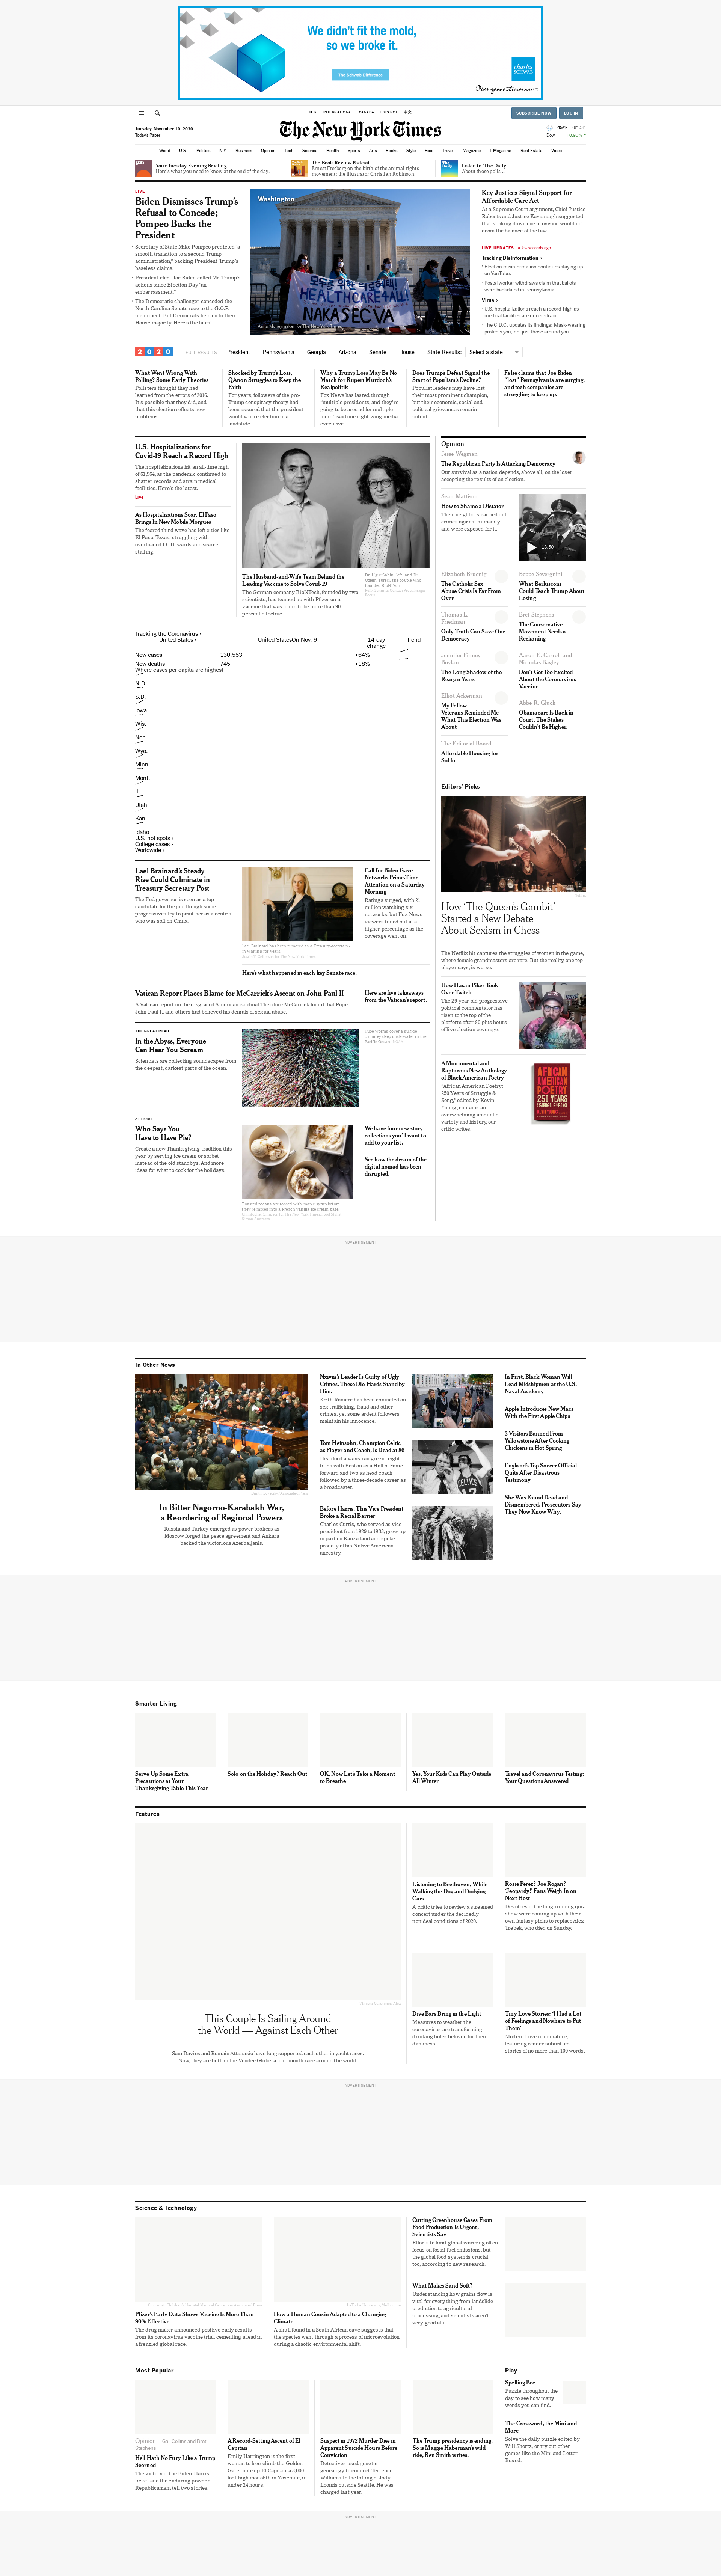 We didn't fit the mold,
so we broke it.
The Schwab Difference
charles
SCHWAB
Own your tomorrow
U.S.
INTERNATIONAL
CANADA
ESPAÑOL
中文
SUBSCRIBE NOW
LOG IN
Tuesday, November 10, 2020
Today's Paper
The New York Times
Dow
+0.90% ↑
World
U.S.
Politics
N.Y.
Business
Opinion
Tech
Science
Health
Sports
Arts
Books
Style
Food
Travel
Magazine
T Magazine
Real Estate
Video
Your Tuesday Evening Briefing
Here's what you need to know at the end of the day.
The Book Review Podcast
Ernest Freeberg on the birth of the animal rights
movement; the illustrator Christian Robinson.
Listen to 'The Daily'
About those polls ...
LIVE
Biden Dismisses Trump's
Refusal to Concede;
Pompeo Backs the
President
Secretary of State Mike Pompeo predicted "a
smooth transition to a second Trump
administration," backing President Trump's
baseless claims.
President-elect Joe Biden called Mr. Trump's
actions since Election Day "an
embarrassment."
The Democratic challenger conceded the
North Carolina Senate race to the G.O.P.
incumbent. But Democrats hold on to their
House majority. Here's the latest.
Washington
HEALTHCARE4ALL
NAKASEC VA
Key Justices Signal Support for
Affordable Care Act
At a Supreme Court argument, Chief Justice
Roberts and Justice Kavanaugh suggested
that striking down one provision would not
doom the balance of the law.
LIVE UPDATES
a few seconds ago
Tracking Disinformation ›
Election misinformation continues staying up
on YouTube.
Postal worker withdraws claim that ballots
were backdated in Pennsylvania.
Virus ›
U.S. hospitalizations reach a record high as
medical facilities are under strain.
The C.D.C. updates its findings: Mask-wearing
protects you, not just those around you.
2020
FULL RESULTS
President
Pennsylvania
Georgia
Arizona
Senate
House
State Results:
Select a state
What Went Wrong With
Polling? Some Early Theories
Pollsters thought they had
learned from the errors of 2016.
It's possible that they did, and
that this election reflects new
problems.
Shocked by Trump's Loss,
QAnon Struggles to Keep the
Faith
For years, followers of the pro-
Trump conspiracy theory had
been assured that the president
would win re-election in a
landslide.
Why a Trump Loss May Be No
Match for Rupert Murdoch's
Realpolitik
Fox News has lasted through
"multiple presidents, and they're
going to be around for multiple
more," said one right-wing media
executive.
Does Trump's Defeat Signal the
Start of Populism's Decline?
Populist leaders may have lost
their most prominent champion,
but their economic, social and
political grievances remain
potent.
False claims that Joe Biden
"lost" Pennsylvania are surging,
and tech companies are
struggling to keep up.
U.S. Hospitalizations for
Covid-19 Reach a Record High
The hospitalizations hit an all-time high
of 61,964, as the pandemic continued to
shatter records and strain medical
facilities. Here's the latest.
Live
As Hospitalizations Soar, El Paso
Brings In New Mobile Morgues
The feared third wave has left cities like
El Paso, Texas, struggling with
overloaded I.C.U. wards and scarce
staffing.
The Husband-and-Wife Team Behind the
Leading Vaccine to Solve Covid-19
The German company BioNTech, founded by two
scientists, has teamed up with Pfizer on a
vaccine that was found to be more than 90
percent effective.
Dr. Ugur Sahin, left, and Dr.
Özlem Türeci, the couple who
founded BioNTech.
Opinion
Jesse Wegman
The Republican Party Is Attacking Democracy
Our survival as a nation depends, above all, on the loser
accepting the results of an election.
Sean Mattison
How to Shame a Dictator
Their neighbors carried out
crimes against humanity —
and were exposed for it.
13:50
Elizabeth Bruenig
The Catholic Sex
Abuse Crisis Is Far From
Over
Beppe Severgnini
What Berlusconi
Could Teach Trump About
Losing
Thomas L.
Friedman
Only Truth Can Save Our
Democracy
Bret Stephens
The Conservative
Movement Needs a
Reckoning
Jennifer Finney
Boylan
The Long Shadow of the
Reagan Years
Aaron E. Carroll and
Nicholas Bagley
Don't Get Too Excited
About the Coronavirus
Vaccine
Elliot Ackerman
My Fellow
Veterans Reminded Me
What This Election Was
About
Abbe R. Gluck
Obamacare Is Back in
Court. The Stakes
Couldn't Be Higher.
The Editorial Board
Affordable Housing for
SoHo
Tracking the Coronavirus ›
United States ›
United StatesOn Nov. 9
14-day
change
Trend
New cases
130,553
+64%
New deaths
745
+18%
Where cases per capita are highest
N.D.
S.D.
Iowa
Wis.
Neb.
Wyo.
Minn.
Mont.
Ill.
Utah
Kan.
Idaho
U.S. hot spots ›
College cases ›
Worldwide ›
Editors' Picks
How 'The Queen's Gambit'
Started a New Debate
About Sexism in Chess
The Netflix hit captures the struggles of women in the game,
where female grandmasters are rare. But the reality, one top
player says, is worse.
How Hasan Piker Took
Over Twitch
The 29-year-old progressive
political commentator has
risen to the top of the
platform after 80-plus hours
of live election coverage.
A Monumental and
Rapturous New Anthology
of Black American Poetry
"African American Poetry:
250 Years of Struggle &
Song," edited by Kevin
Young, contains an
overwhelming amount of
variety and history, our
critic writes.
AFRICAN
AMERICAN
POETRY
250 YEARS
Lael Brainard's Steady
Rise Could Culminate in
Treasury Secretary Post
The Fed governor is seen as a top
candidate for the job, though some
progressives try to paint her as a centrist
who was soft on China.
Lael Brainard has been rumored as a Treasury secretary-
in-waiting for years.
Call for Biden Gave
Networks Prime-Time
Attention on a Saturday
Morning
Ratings surged, with 21
million watching six
networks, but Fox News
viewers tuned out at a
higher percentage as the
coverage went on.
Here's what happened in each key Senate race.
Vatican Report Places Blame for McCarrick's Ascent on John Paul II
A Vatican report on the disgraced American cardinal Theodore McCarrick found that Pope
John Paul II and others had believed his denials of sexual abuse.
Here are five takeaways
from the Vatican's report.
THE GREAT READ
In the Abyss, Everyone
Can Hear You Scream
Scientists are collecting soundscapes from
the deepest, darkest parts of the ocean.
Tube worms cover a sulfide
chimney deep underwater in the
Pacific Ocean.
AT HOME
Who Says You
Have to Have Pie?
Create a new Thanksgiving tradition this
year by serving ice cream or sorbet
instead of the old standbys. And more
ideas for what to cook for the holidays.
We have four new story
collections you'll want to
add to your list.
See how the dream of the
digital nomad has been
disrupted.
ADVERTISEMENT
In Other News
In Bitter Nagorno-Karabakh War,
a Reordering of Regional Powers
Russia and Turkey emerged as power brokers as
Moscow forged the peace agreement and Ankara
backed the victorious Azerbaijanis.
Nxivm's Leader Is Guilty of Ugly
Crimes. These Die-Hards Stand by
Him.
Keith Raniere has been convicted on
sex trafficking, fraud and other
crimes, yet some ardent followers
maintain his innocence.
Tom Heinsohn, Champion Celtic
as Player and Coach, Is Dead at 86
His blood always ran green: eight
titles with Boston as a Hall of Fame
forward and two as head coach
followed by a three-decade career as
a broadcaster.
Before Harris, This Vice President
Broke a Racial Barrier
Charles Curtis, who served as vice
president from 1929 to 1933, grew up
in part on Kanza land and spoke
proudly of his Native American
ancestry.
In First, Black Woman Will
Lead Midshipmen at the U.S.
Naval Academy
Apple Introduces New Macs
With the First Apple Chips
3 Visitors Banned From
Yellowstone After Cooking
Chickens in Hot Spring
England's Top Soccer Official
Quits After Disastrous
Testimony
She Was Found Dead and
Dismembered. Prosecutors Say
They Now Know Why.
ADVERTISEMENT
Smarter Living
Serve Up Some Extra
Precautions at Your
Thanksgiving Table This Year
Solo on the Holiday? Reach Out
OK, Now Let's Take a Moment
to Breathe
Yes, Your Kids Can Play Outside
All Winter
Travel and Coronavirus Testing:
Your Questions Answered
Features
This Couple Is Sailing Around
the World — Against Each Other
Sam Davies and Romain Attanasio have long supported each other in yacht races.
Now, they are both in the Vendée Globe, a four-month race around the world.
Listening to Beethoven, While
Walking the Dog and Dodging
Cars
A critic tries to review a streamed
concert under the decidedly
nonideal conditions of 2020.
Rosie Perez? Joe Rogan?
'Jeopardy!' Fans Weigh In on
Next Host
Devotees of the long-running quiz
show were coming up with their
own fantasy picks to replace Alex
Trebek, who died on Sunday.
Dive Bars Bring in the Light
Measures to weather the
coronavirus are transforming
drinking holes beloved for their
darkness.
Tiny Love Stories: 'I Had a Lot
of Feelings and Nowhere to Put
Them'
Modern Love in miniature,
featuring reader-submitted
stories of no more than 100 words.
ADVERTISEMENT
Science & Technology
Pfizer's Early Data Shows Vaccine Is More Than
90% Effective
The drug maker announced positive early results
from its coronavirus vaccine trial, cementing a lead in
a frenzied global race.
How a Human Cousin Adapted to a Changing
Climate
A skull found in a South African cave suggests that
the species went through a process of microevolution
during a chaotic environmental shift.
Cutting Greenhouse Gases From
Food Production Is Urgent,
Scientists Say
Efforts to limit global warming often
focus on fossil fuel emissions, but
the global food system is crucial,
too, according to new research.
What Makes Sand Soft?
Understanding how grains flow is
vital for everything from landslide
prediction to agricultural
processing, and scientists aren't
very good at it.
Most Popular
Opinion
Gail Collins and Bret
Stephens
Hell Hath No Fury Like a Trump
Scorned
The victory of the Biden-Harris
ticket and the enduring power of
Republicanism tell two stories.
A Record-Setting Ascent of El
Capitan
Emily Harrington is the first
woman to free climb the Golden
Gate route up El Capitan, a 3,000-
foot-high monolith in Yosemite, in
under 24 hours.
Suspect in 1972 Murder Dies in
Apparent Suicide Hours Before
Conviction
Detectives used genetic
genealogy to connect Terrence
Williams to the killing of Jody
Loomis outside Seattle. He was
charged last year.
The Trump presidency is ending.
So is Maggie Haberman's wild
ride, Ben Smith writes.
Play
Spelling Bee
Puzzle throughout the
day to see how many
words you can find.
The Crossword, the Mini and
More
Solve the daily puzzle edited by
Will Shortz, or try out other
games like the Mini and Letter
Boxed.
ADVERTISEMENT